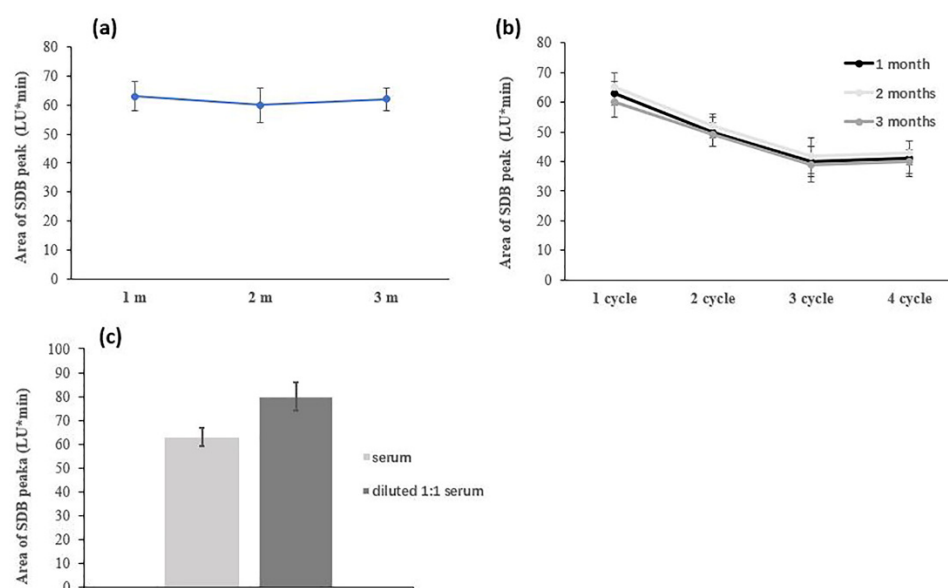 (a)
Area of SDB peak (LU*min)
80
70
60
50
40
30
20
10
0
1 m 2 m 3 m
(b)
Area of SDB peak (LU*min)
80
70
60
50
40
30
20
10
0
1 cycle 2 cycle 3 cycle 4 cycle
1 month
2 months
3 months
(c)
Area of SDB peaka (LU*min)
100
90
80
70
60
50
40
30
20
10
0
serum
diluted 1:1 serum